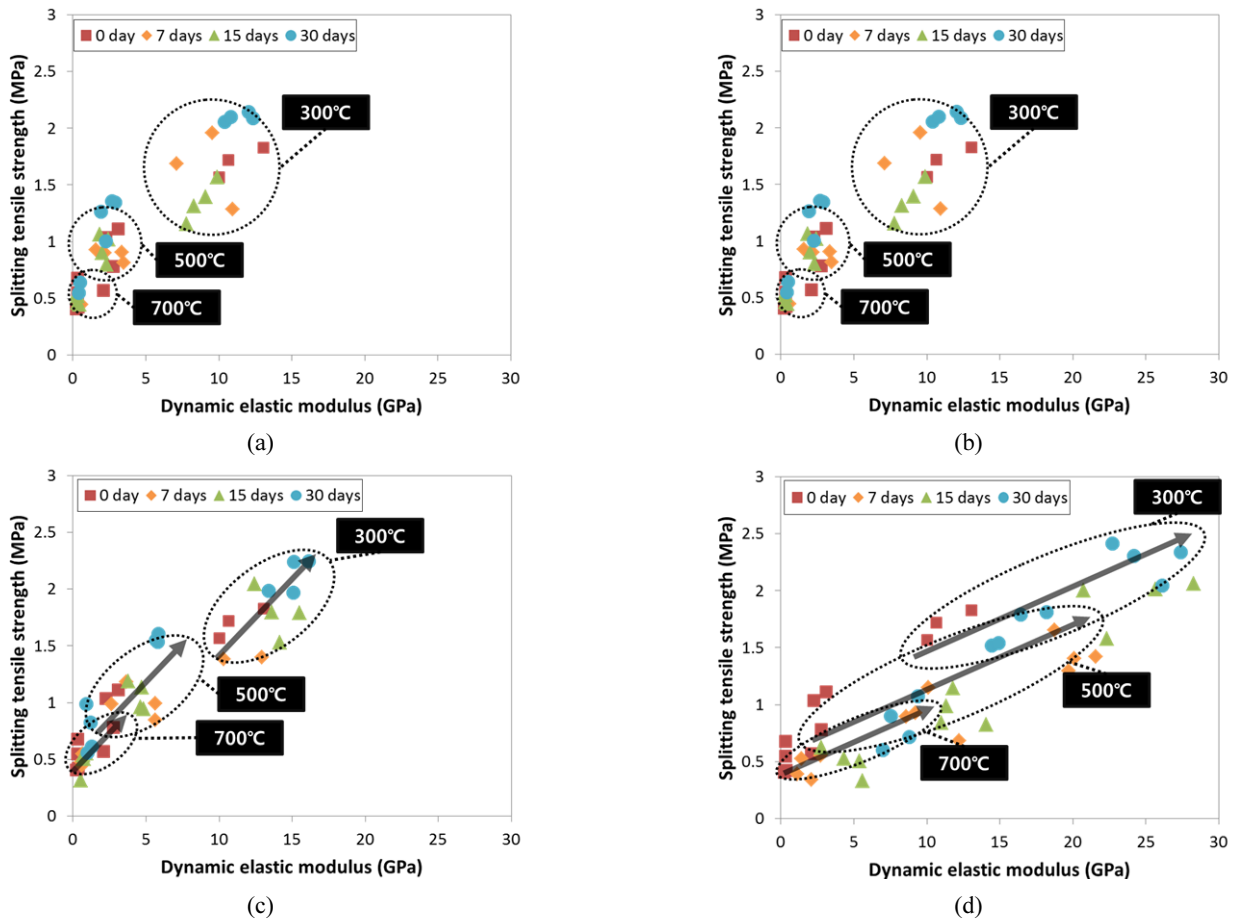 3
2.5
2
1.5
1
0.5
0
0 5 10 15 20 25 30
Splitting tensile strength (MPa)
Dynamic elastic modulus (GPa)
0 day 7 days 15 days 30 days
300℃
500℃
700℃
(a)
3
2.5
2
1.5
1
0.5
0
0 5 10 15 20 25 30
Splitting tensile strength (MPa)
Dynamic elastic modulus (GPa)
0 day 7 days 15 days 30 days
300℃
500℃
700℃
(b)
3
2.5
2
1.5
1
0.5
0
0 5 10 15 20 25 30
Splitting tensile strength (MPa)
Dynamic elastic modulus (GPa)
0 day 7 days 15 days 30 days
300℃
500℃
700℃
(c)
3
2.5
2
1.5
1
0.5
0
0 5 10 15 20 25 30
Splitting tensile strength (MPa)
Dynamic elastic modulus (GPa)
0 day 7 days 15 days 30 days
300℃
500℃
700℃
(d)